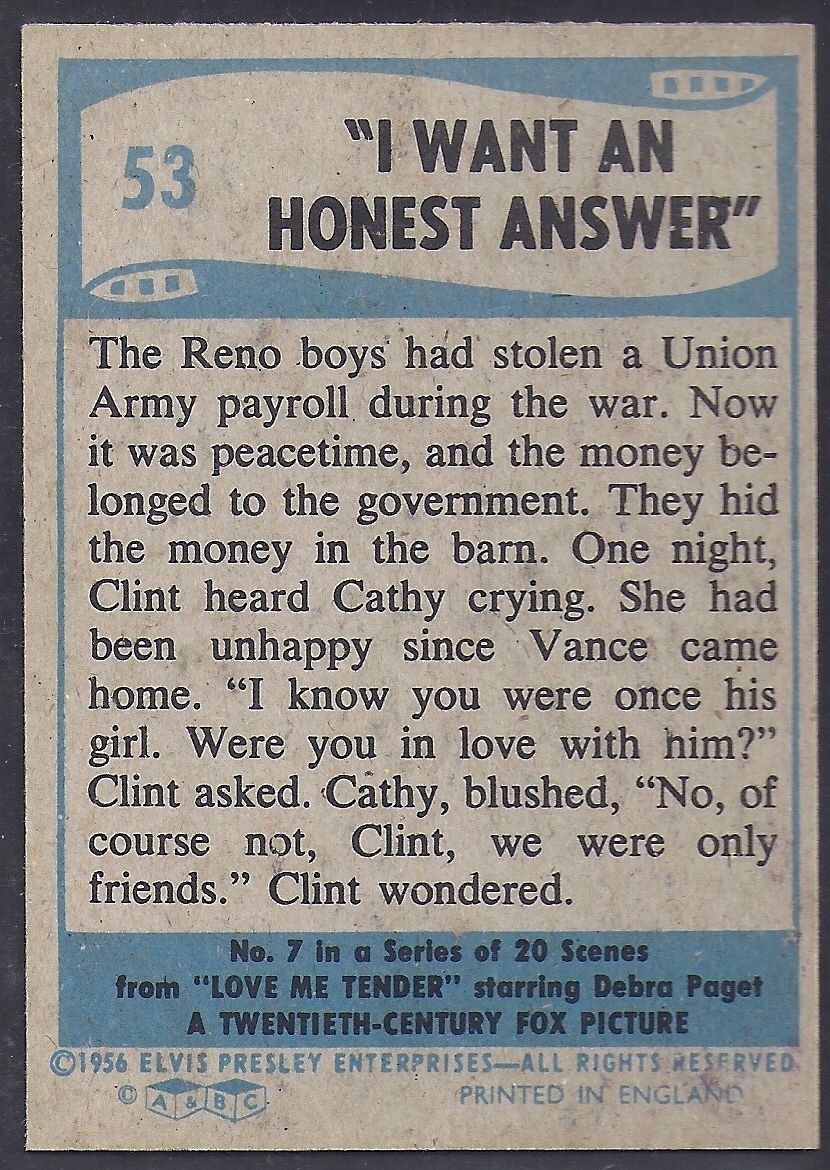 53
"I WANT AN
HONEST ANSWER"
The Reno boys had stolen a Union
Army payroll during the war. Now
it was peacetime, and the money be-
longed to the government. They hid
the money in the barn. One night,
Clint heard Cathy crying. She had
been unhappy since Vance came
home. “I know you were once his
girl. Were you in love with him?”
Clint asked. Cathy, blushed, “No, of
course not, Clint, we were only
friends.” Clint wondered.
No. 7 in a Series of 20 Scenes
from “LOVE ME TENDER” starring Debra Paget
A TWENTIETH-CENTURY FOX PICTURE
©1956 ELVIS PRESLEY ENTERPRISES—ALL RIGHTS RESERVED
© A & B C
PRINTED IN ENGLAND